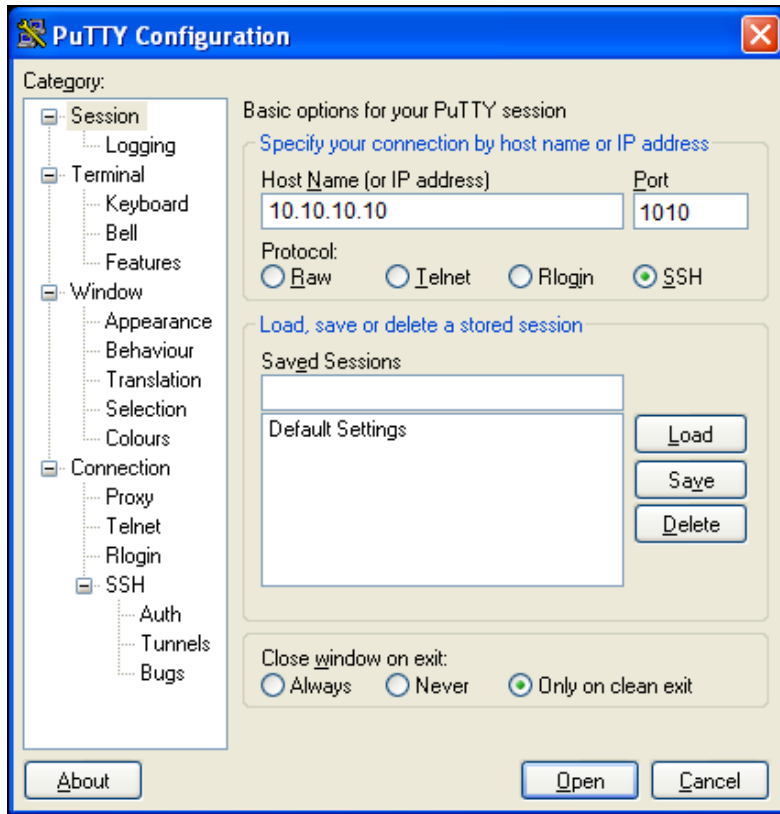 PuTTY Configuration
Category:
Session
Logging
Terminal
Keyboard
Bell
Features
Window
Appearance
Behaviour
Translation
Selection
Colours
Connection
Proxy
Telnet
Rlogin
SSH
Auth
Tunnels
Bugs
Basic options for your PuTTY session
Specify your connection by host name or IP address
Host Name (or IP address) Port
10.10.10.10 1010
Protocol:
Raw Telnet Rlogin SSH
Load, save or delete a stored session
Saved Sessions
Default Settings
Load
Save
Delete
Close window on exit:
Always Never Only on clean exit
About Open Cancel